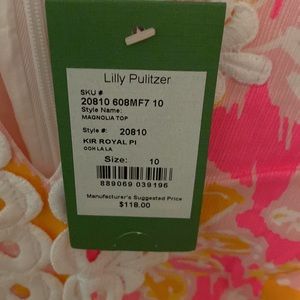 Lilly Pulitzer
SKU #
20810 608MF7 10
Style Name:
MAGNOLIA TOP
Style #: 20810
KIR ROYAL PI
OOH LA LA
Size: 10
889069 039196
Manufacturer's Suggested Price
$118.00